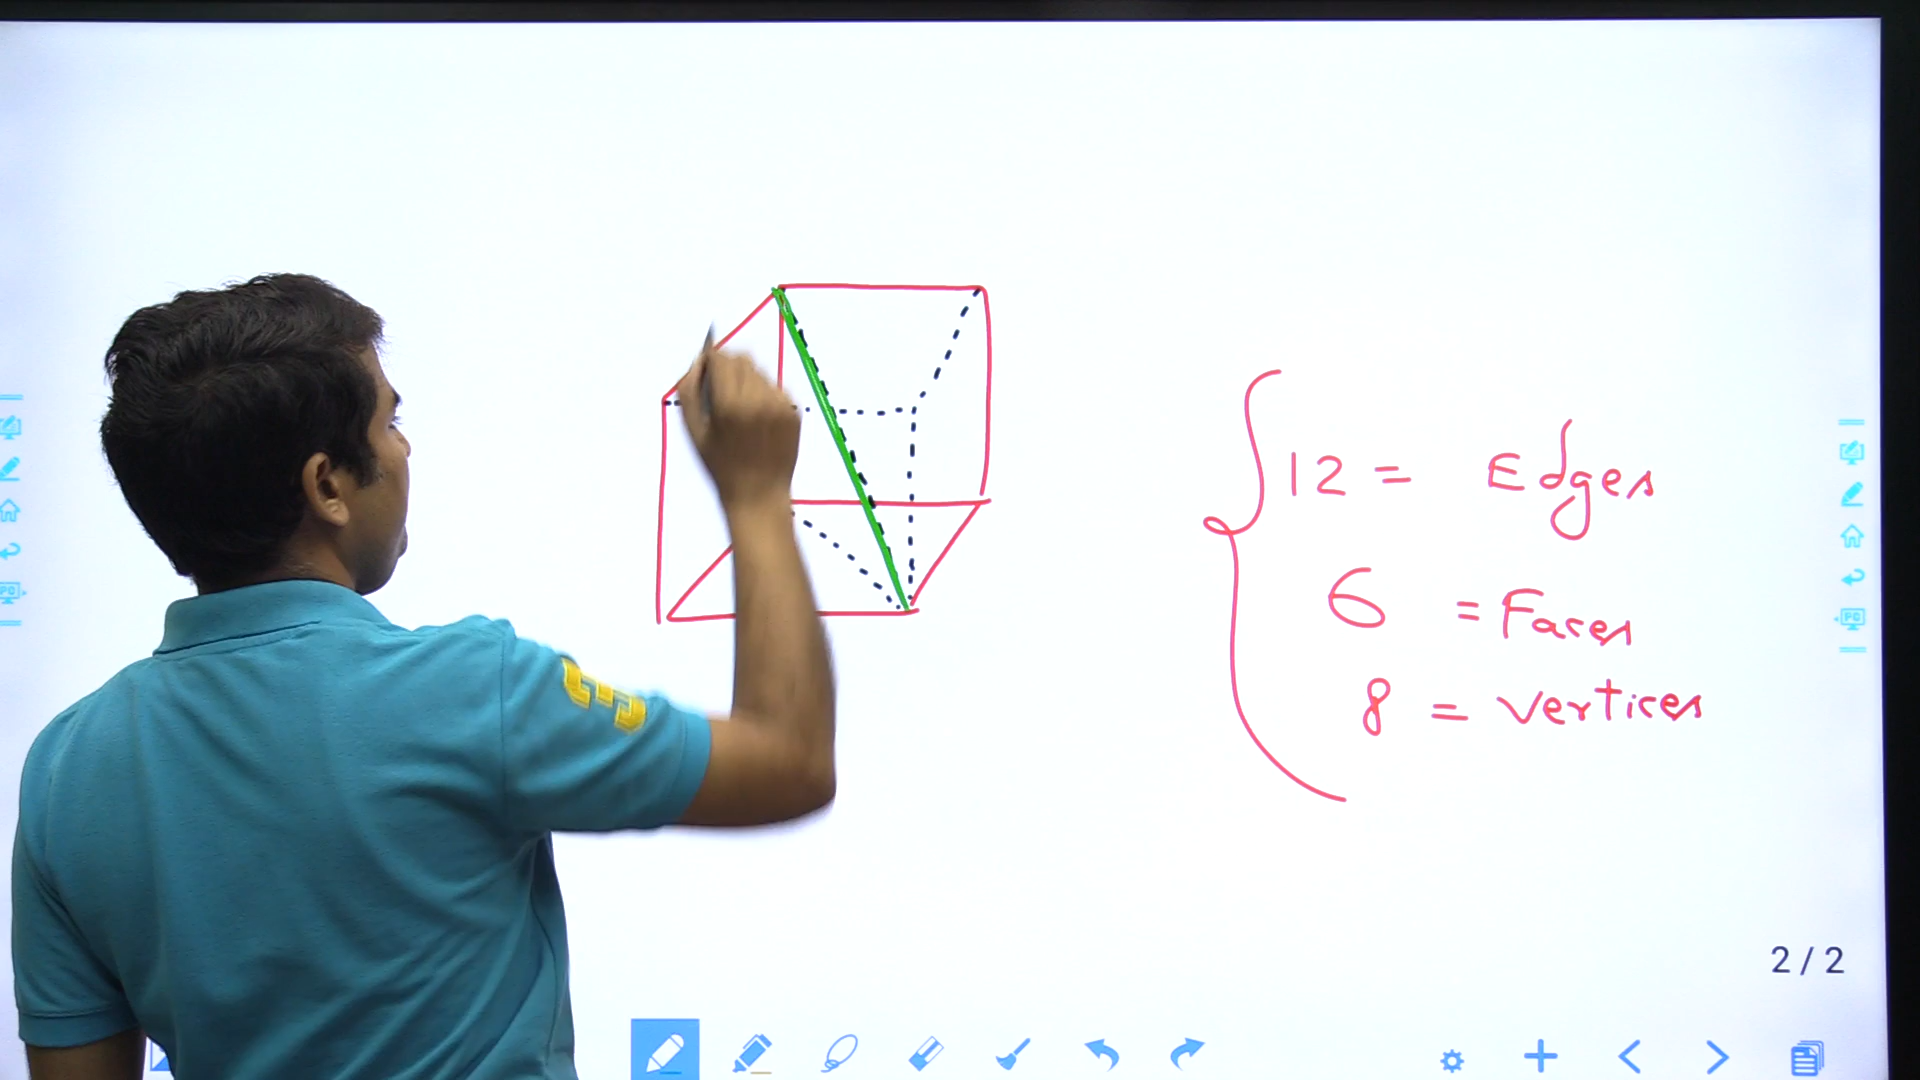 12 = Edges
6 = Faces
8 = vertices
2 / 2